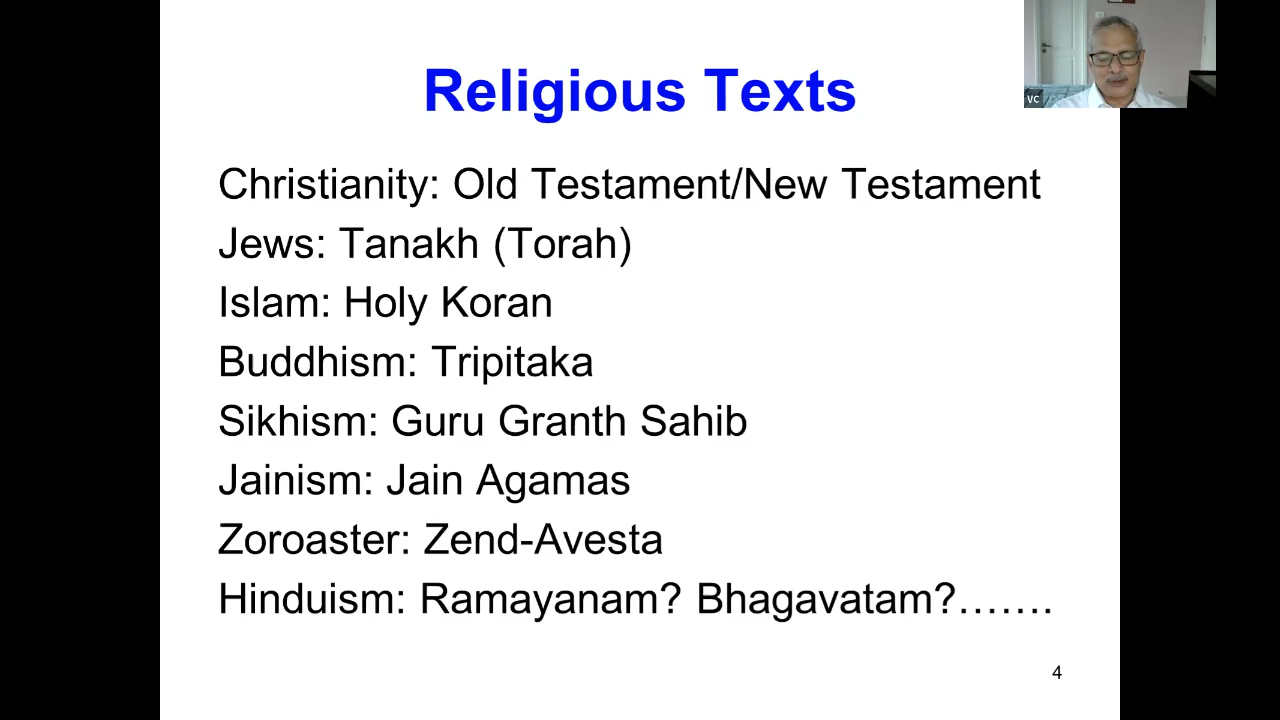 Religious Texts
VC
Christianity: Old Testament/New Testament
Jews: Tanakh (Torah)
Islam: Holy Koran
Buddhism: Tripitaka
Sikhism: Guru Granth Sahib
Jainism: Jain Agamas
Zoroaster: Zend-Avesta
Hinduism: Ramayanam? Bhagavatam?.......
4